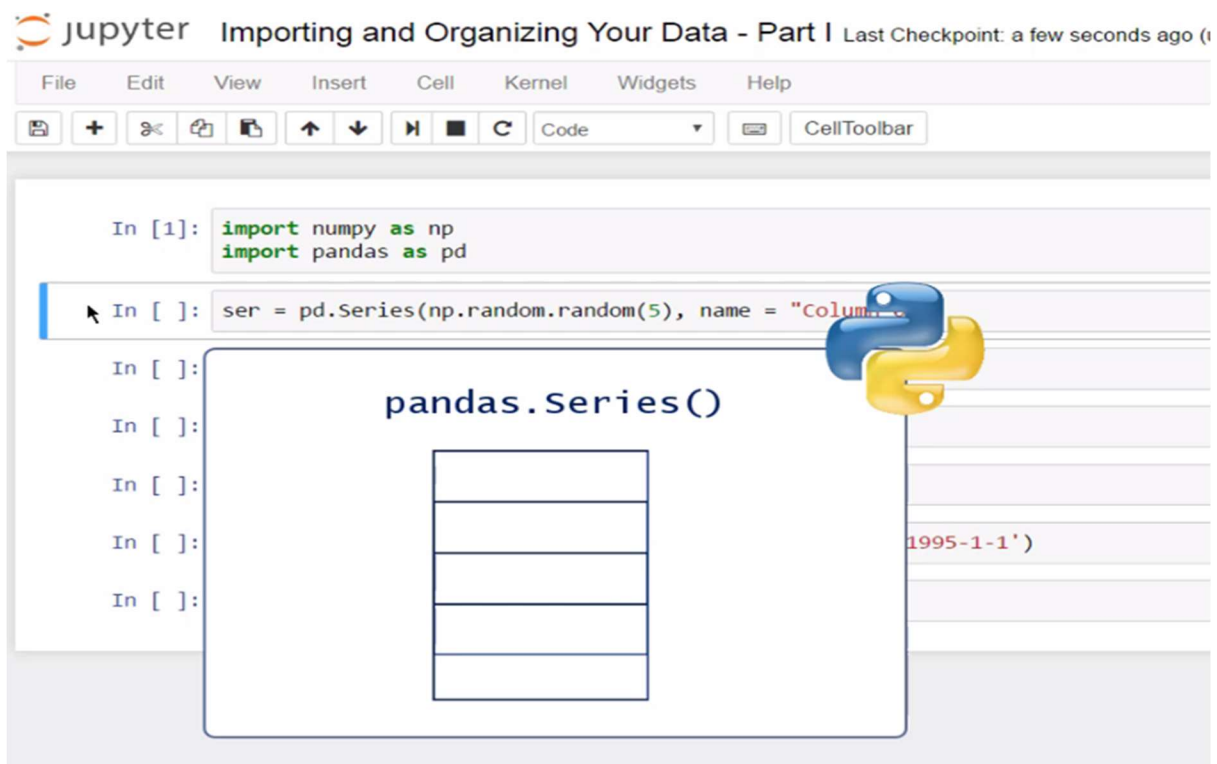 jupyter Importing and Organizing Your Data - Part I Last Checkpoint: a few seconds ago
File Edit View Insert Cell Kernel Widgets Help
Code CellToolbar
In [1]: import numpy as np
import pandas as pd
In [ ]: ser = pd.Series(np.random.random(5), name = "Column
In [ ]:
pandas.Series()
In [ ]:
In [ ]:
In [ ]: 1995-1-1')
In [ ]: